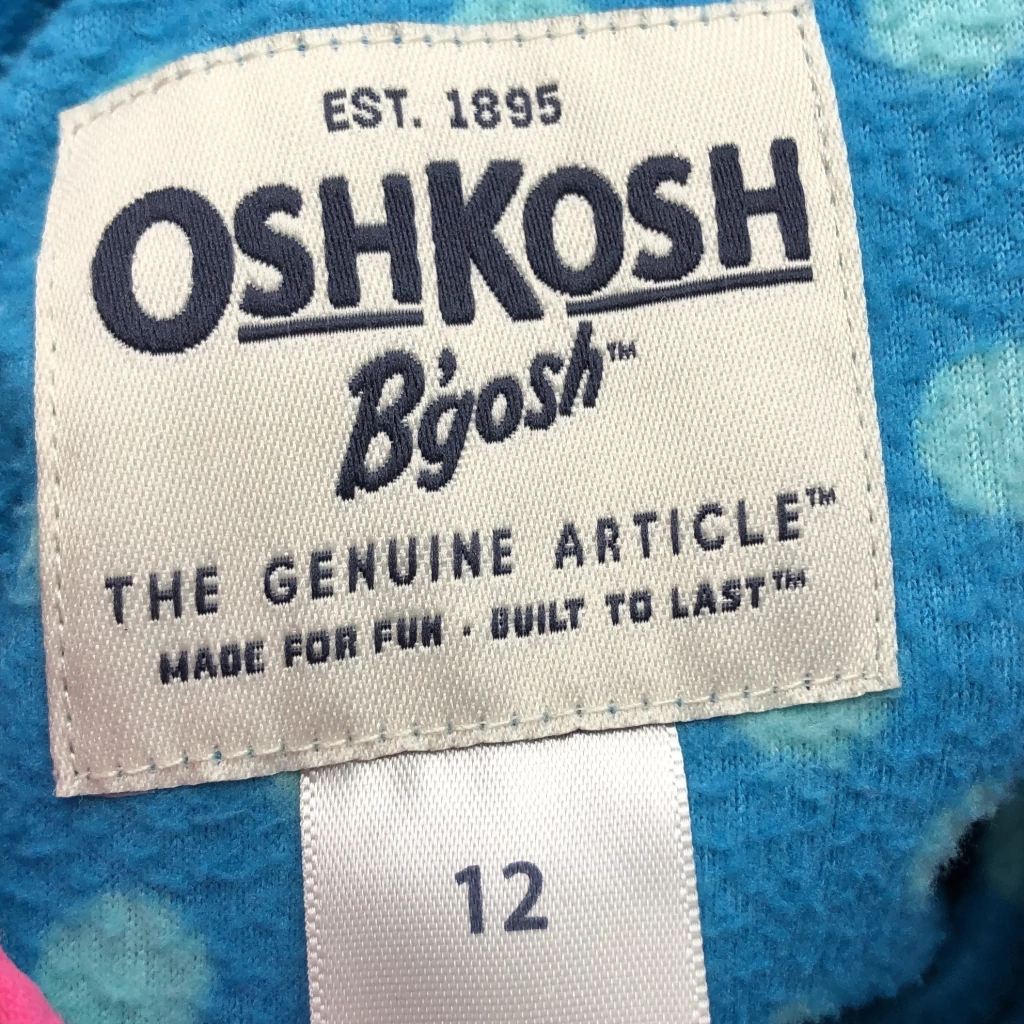 EST. 1895
OSHKOSH
B'gosh™
THE GENUINE ARTICLE™
MADE FOR FUN · BUILT TO LAST™
12